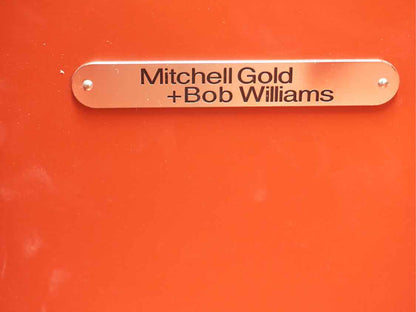 Mitchell Gold
+Bob Williams